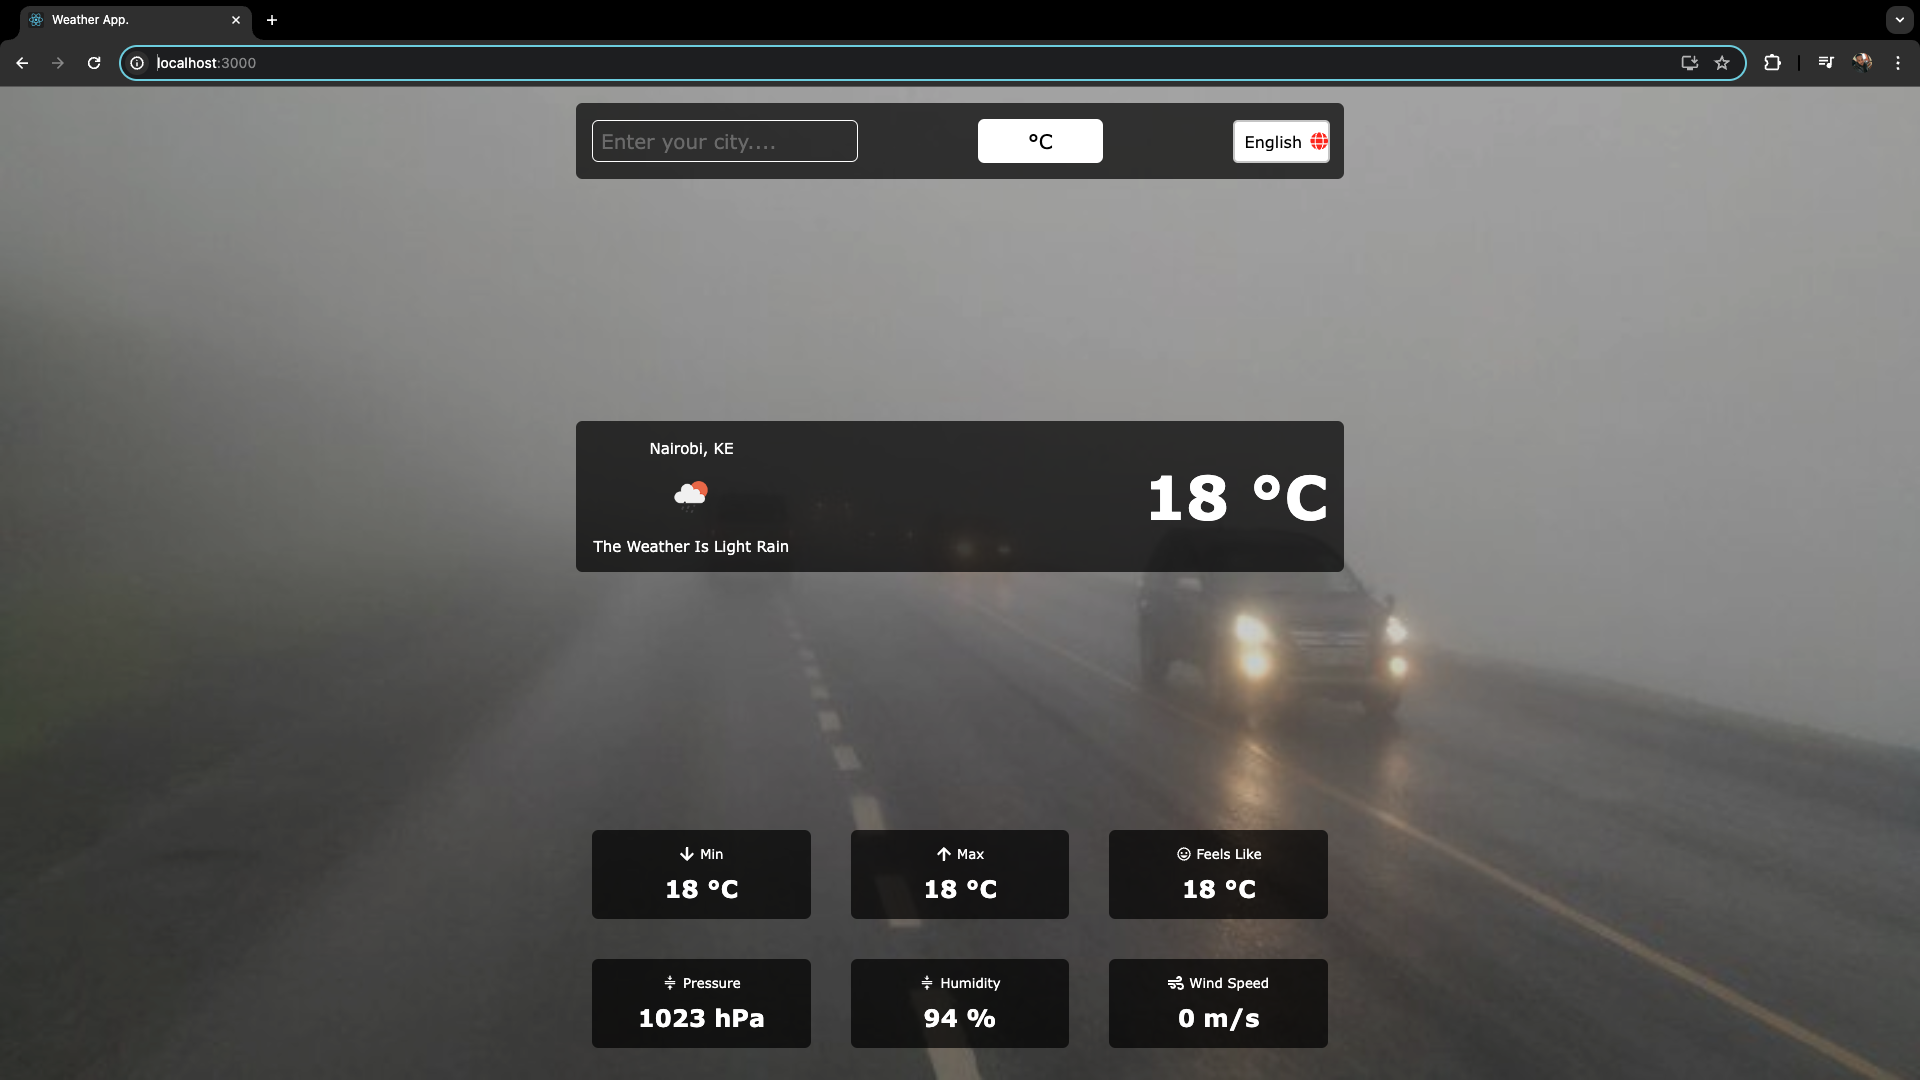 Weather App.
localhost:3000
Enter your city....
°C
English
Nairobi, KE
18 °C
The Weather Is Light Rain
Min
18 °C
Max
18 °C
Feels Like
18 °C
Pressure
1023 hPa
Humidity
94 %
Wind Speed
0 m/s